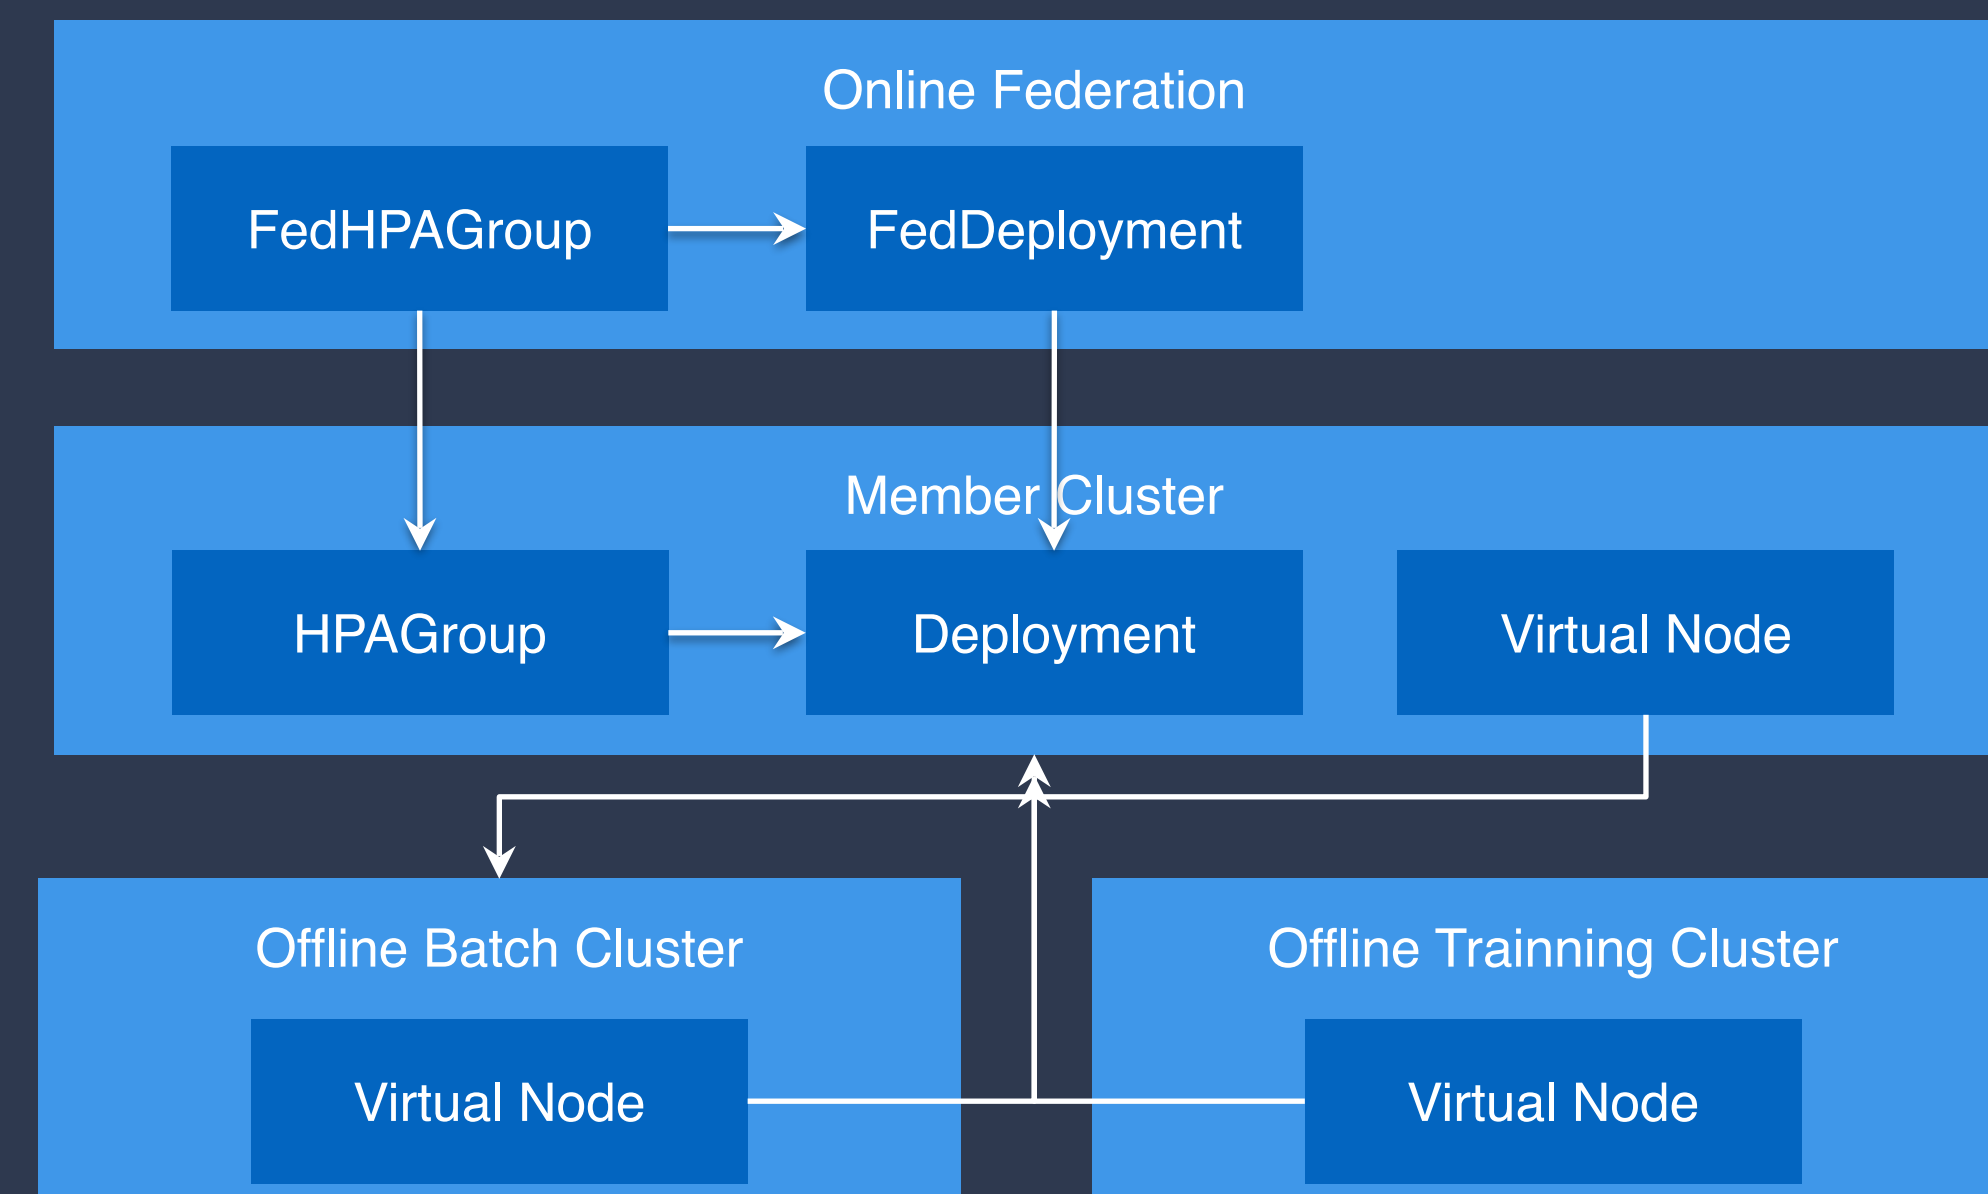 Online Federation
FedHPAGroup
FedDeployment
Member Cluster
HPAGroup
Deployment
Virtual Node
Offline Batch Cluster
Offline Trainning Cluster
Virtual Node
Virtual Node